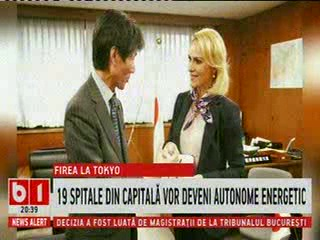 FIREA LA TOKYO
b1
19 SPITALE DIN CAPITALĂ VOR DEVENI AUTONOME ENERGETIC
20:39
NEWS ALERT
DECIZIA A FOST LUATĂ DE MAGISTRAȚII DE LA TRIBUNALUL BUCUREȘTI